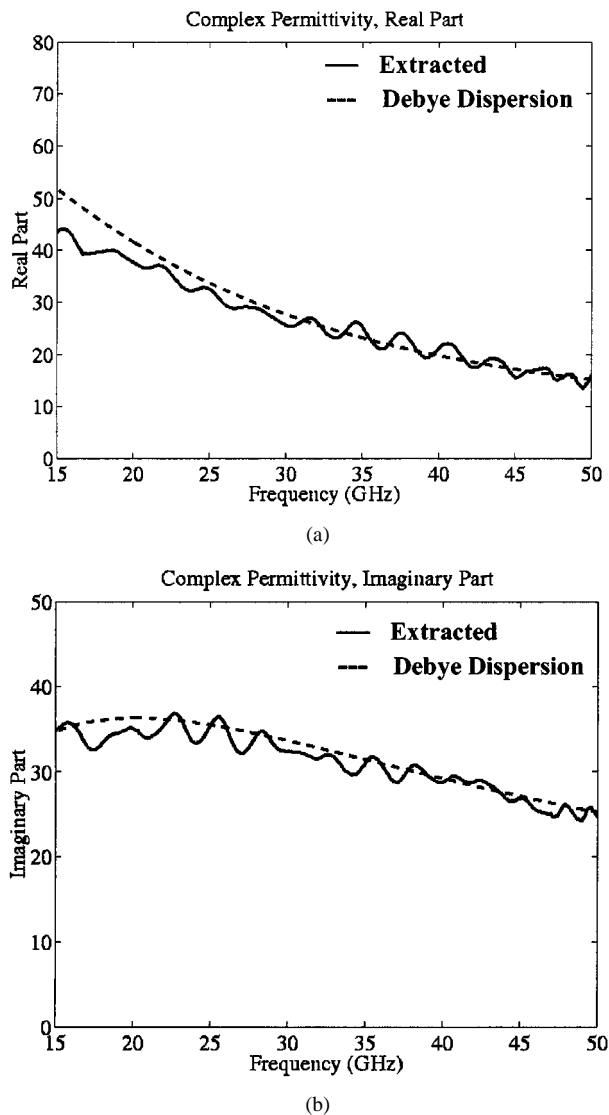 Complex Permittivity, Real Part
80
70
60
50
40
30
20
10
0
Real Part
Extracted
Debye Dispersion
15 20 25 30 35 40 45 50
Frequency (GHz)
(a)
Complex Permittivity, Imaginary Part
50
40
30
20
10
0
Imaginary Part
Extracted
Debye Dispersion
15 20 25 30 35 40 45 50
Frequency (GHz)
(b)